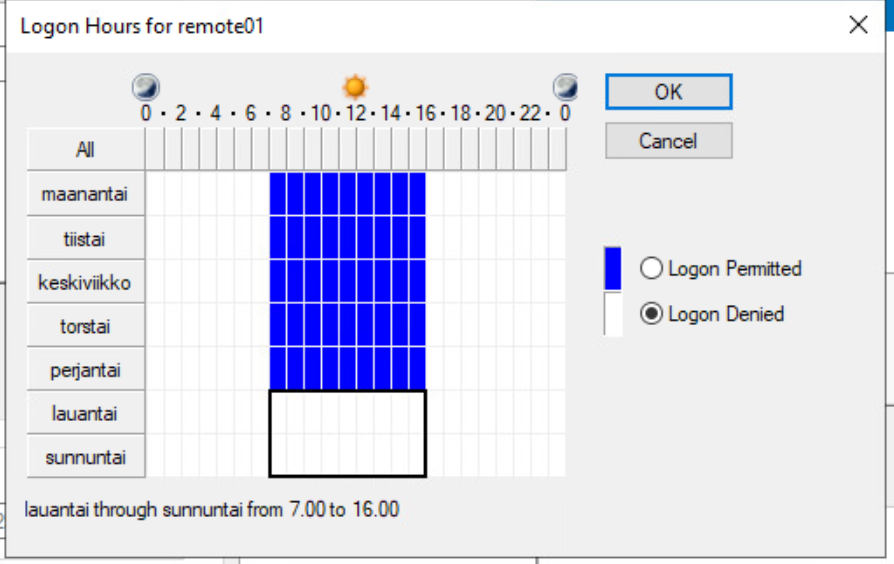 Logon Hours for remote01
0 · 2 · 4 · 6 · 8 · 10 · 12 · 14 · 16 · 18 · 20 · 22 · 0
OK
Cancel
All
maanantai
tiistai
keskiviikko
torstai
perjantai
lauantai
sunnuntai
Logon Permitted
Logon Denied
lauantai through sunnuntai from 7.00 to 16.00